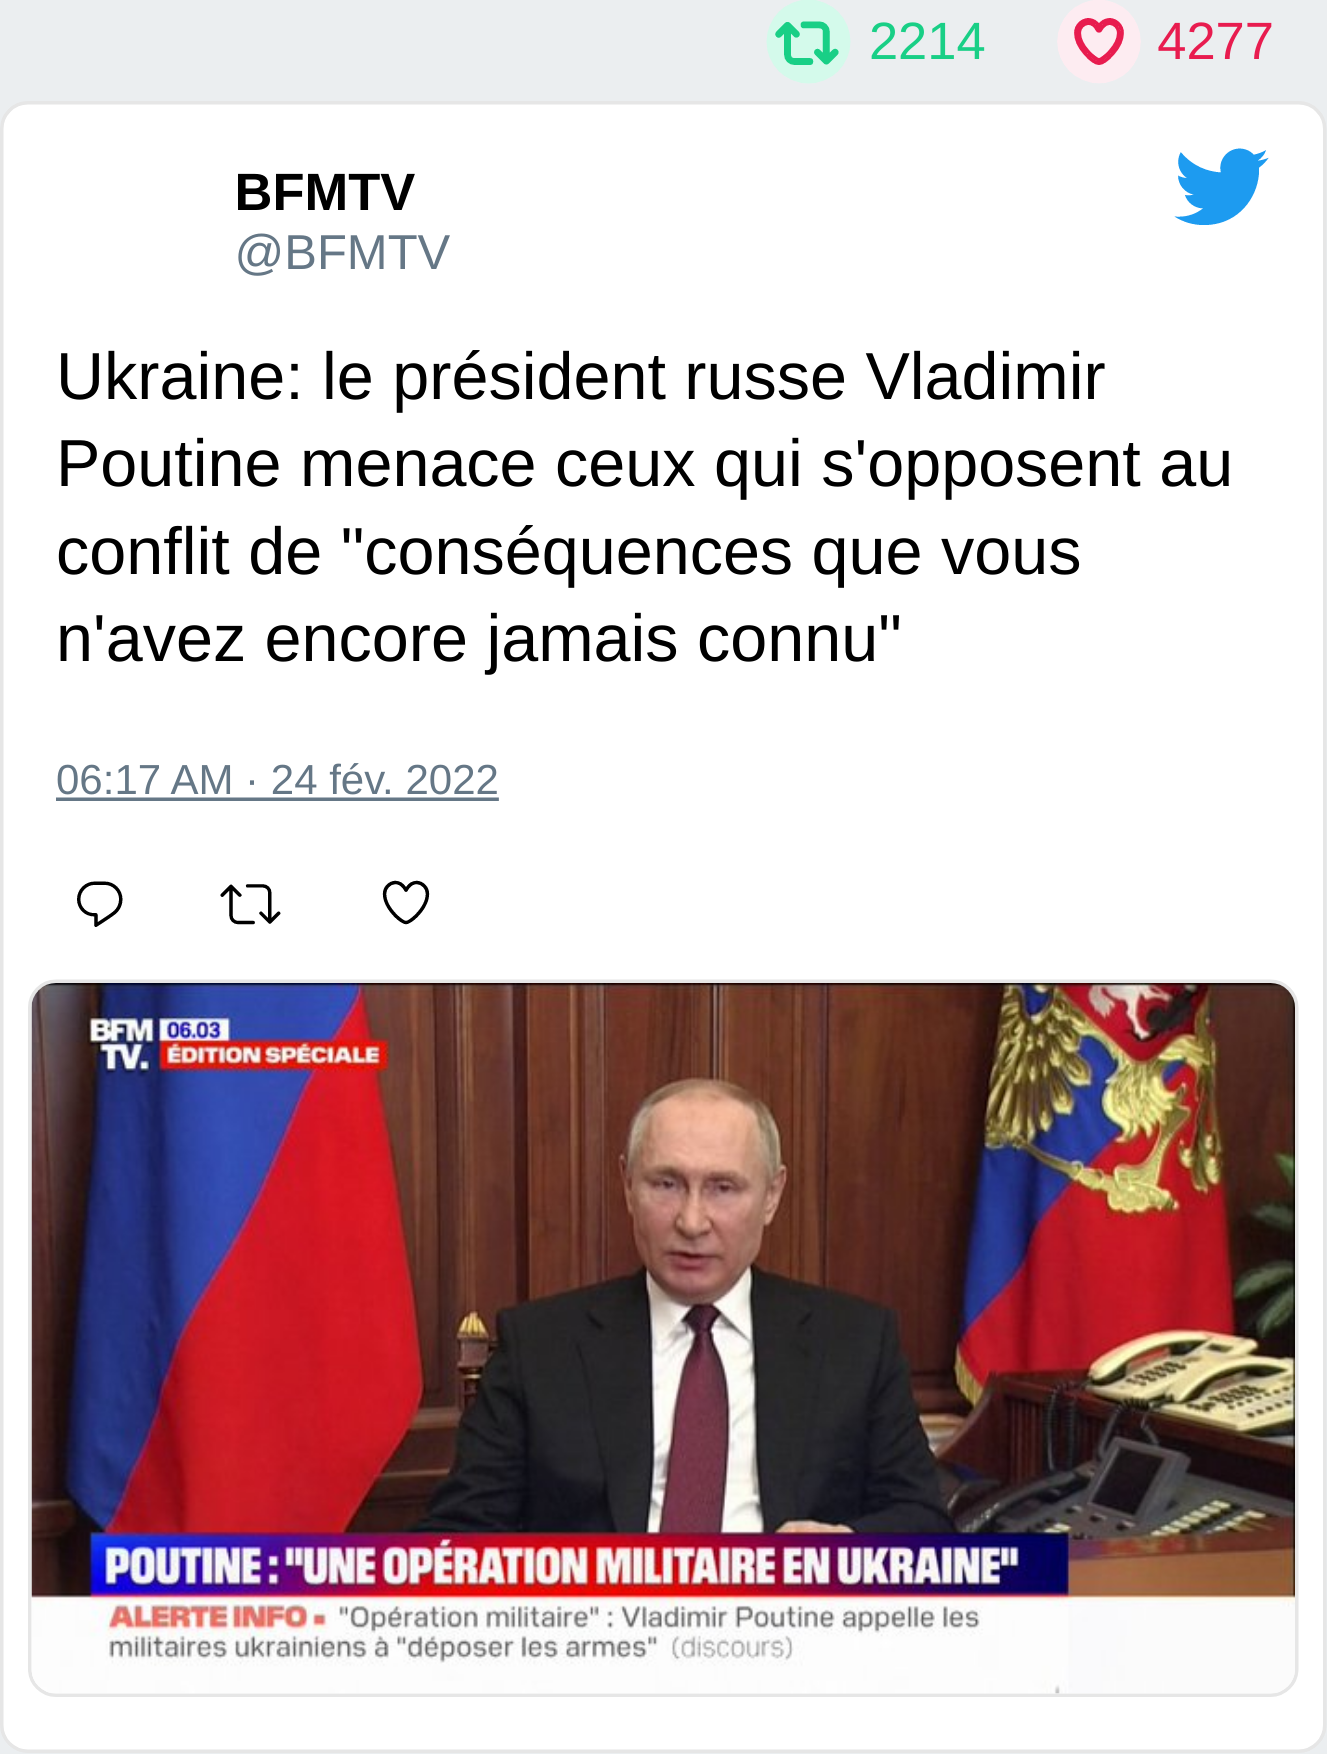 2214 4277
BFMTV
@BFMTV
Ukraine: le président russe Vladimir
Poutine menace ceux qui s'opposent au
conflit de "conséquences que vous
n'avez encore jamais connu"
06:17 AM · 24 fév. 2022
BFM 06.03
TV. ÉDITION SPÉCIALE
POUTINE : "UNE OPÉRATION MILITAIRE EN UKRAINE"
ALERTE INFO "Opération militaire" : Vladimir Poutine appelle les
militaires ukrainiens à "déposer les armes" (discours)